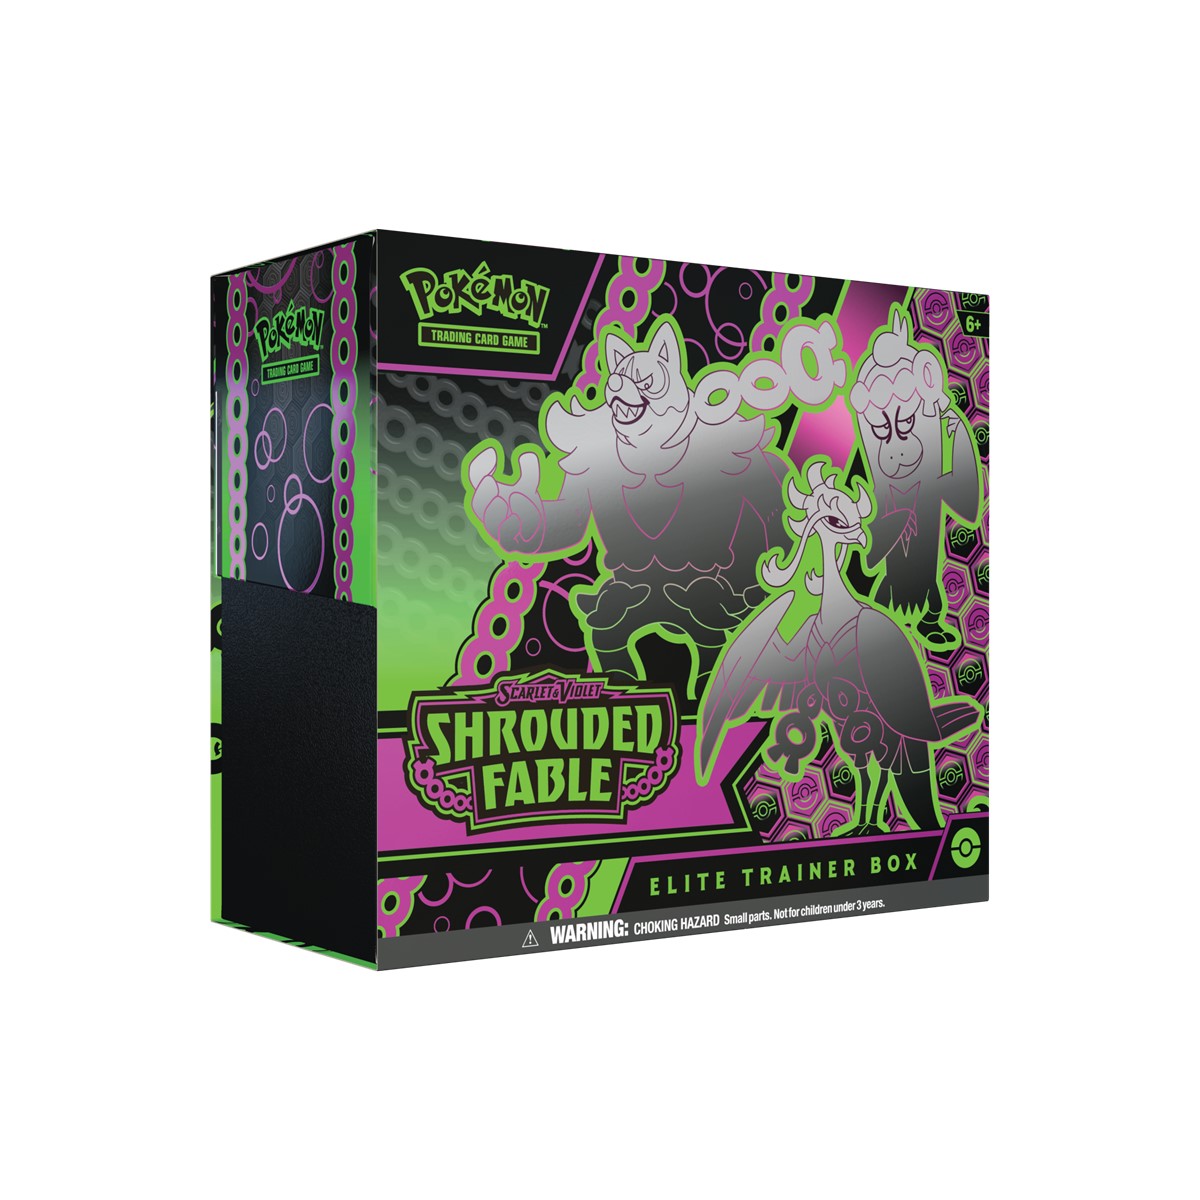 POKéMON
TRADING CARD GAME
POKéMON™
TRADING CARD GAME
6+
SCARLET & VIOLET
SHROUDED
FABLE
ELITE TRAINER BOX
WARNING: CHOKING HAZARD Small parts. Not for children under 3 years.